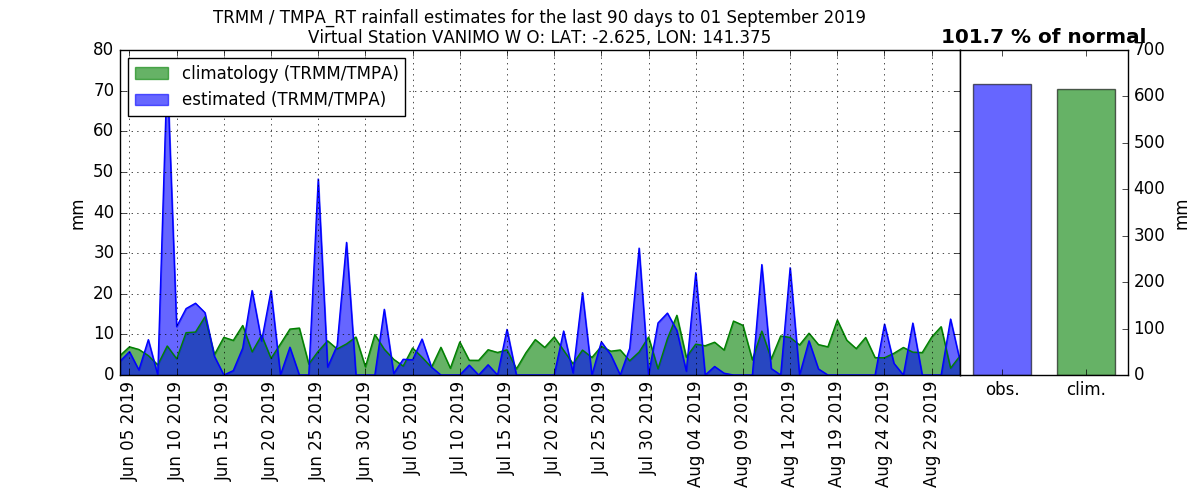 TRMM / TMPA_RT rainfall estimates for the last 90 days to 01 September 2019
Virtual Station VANIMO W O: LAT: -2.625, LON: 141.375
101.7 % of normal
climatology (TRMM/TMPA)
estimated (TRMM/TMPA)
80
70
60
50
40
30
20
10
0
mm
Jun 05 2019
Jun 10 2019
Jun 15 2019
Jun 20 2019
Jun 25 2019
Jun 30 2019
Jul 05 2019
Jul 10 2019
Jul 15 2019
Jul 20 2019
Jul 25 2019
Jul 30 2019
Aug 04 2019
Aug 09 2019
Aug 14 2019
Aug 19 2019
Aug 24 2019
Aug 29 2019
700
600
500
400
300
200
100
0
mm
obs.
clim.